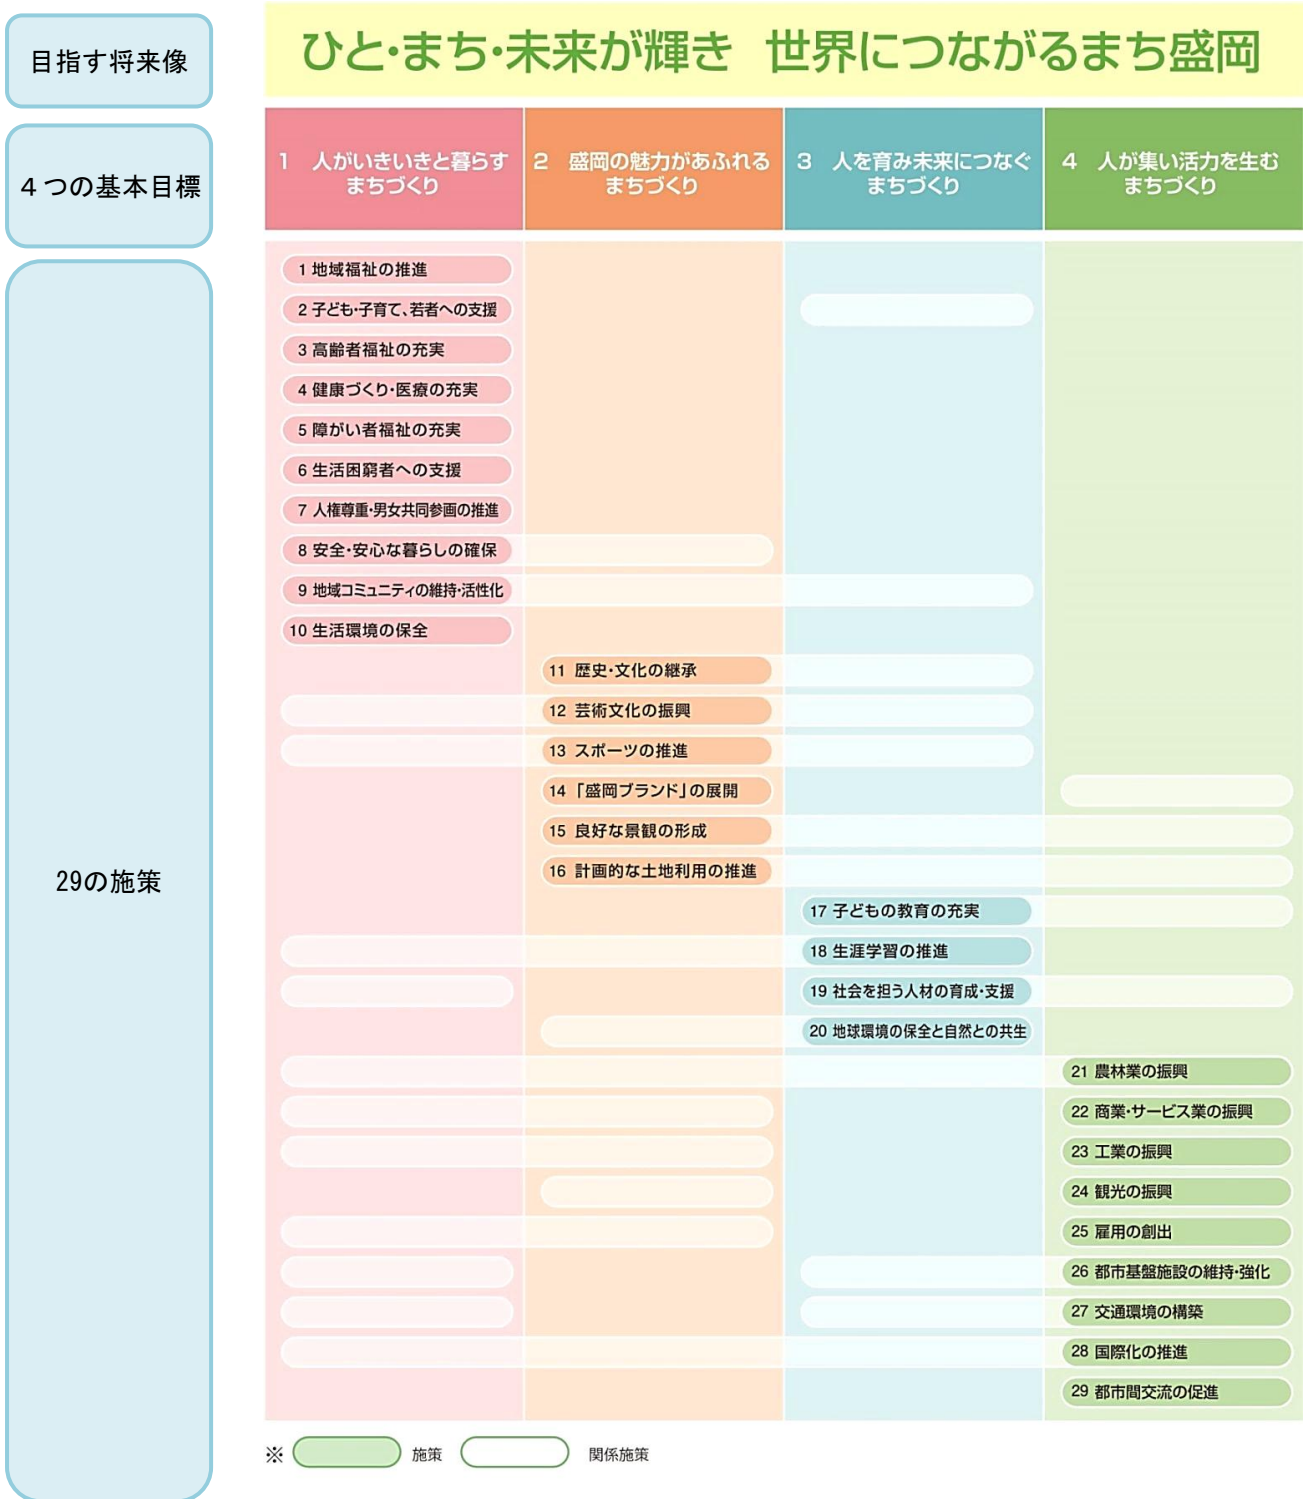 目指す将来像
ひと・まち・未来が輝き 世界につながるまち盛岡
4つの基本目標
1 人がいきいきと暮らす
まちづくり
2 盛岡の魅力があふれる
まちづくり
3 人を育み未来につなぐ
まちづくり
4 人が集い活力を生む
まちづくり
29の施策
1 地域福祉の推進
2 子ども・子育て、若者への支援
3 高齢者福祉の充実
4 健康づくり・医療の充実
5 障がい者福祉の充実
6 生活困窮者への支援
7 人権尊重・男女共同参画の推進
8 安全・安心な暮らしの確保
9 地域コミュニティの維持・活性化
10 生活環境の保全
11 歴史・文化の継承
12 芸術文化の振興
13 スポーツの推進
14 「盛岡ブランド」の展開
15 良好な景観の形成
16 計画的な土地利用の推進
17 子どもの教育の充実
18 生涯学習の推進
19 社会を担う人材の育成・支援
20 地球環境の保全と自然との共生
21 農林業の振興
22 商業・サービス業の振興
23 工業の振興
24 観光の振興
25 雇用の創出
26 都市基盤施設の維持・強化
27 交通環境の構築
28 国際化の推進
29 都市間交流の促進
※ 施策 関係施策